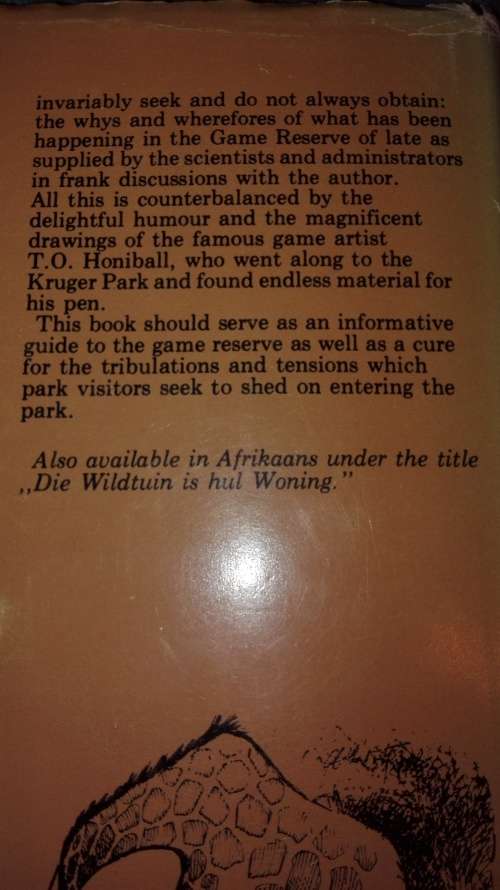 invariably seek and do not always obtain:
the whys and wherefores of what has been
happening in the Game Reserve of late as
supplied by the scientists and administrators
in frank discussions with the author.
All this is counterbalanced by the
delightful humour and the magnificent
drawings of the famous game artist
T.O. Honiball, who went along to the
Kruger Park and found endless material for
his pen.
This book should serve as an informative
guide to the game reserve as well as a cure
for the tribulations and tensions which
park visitors seek to shed on entering the
park.
Also available in Afrikaans under the title
,,Die Wildtuin is hul Woning.”